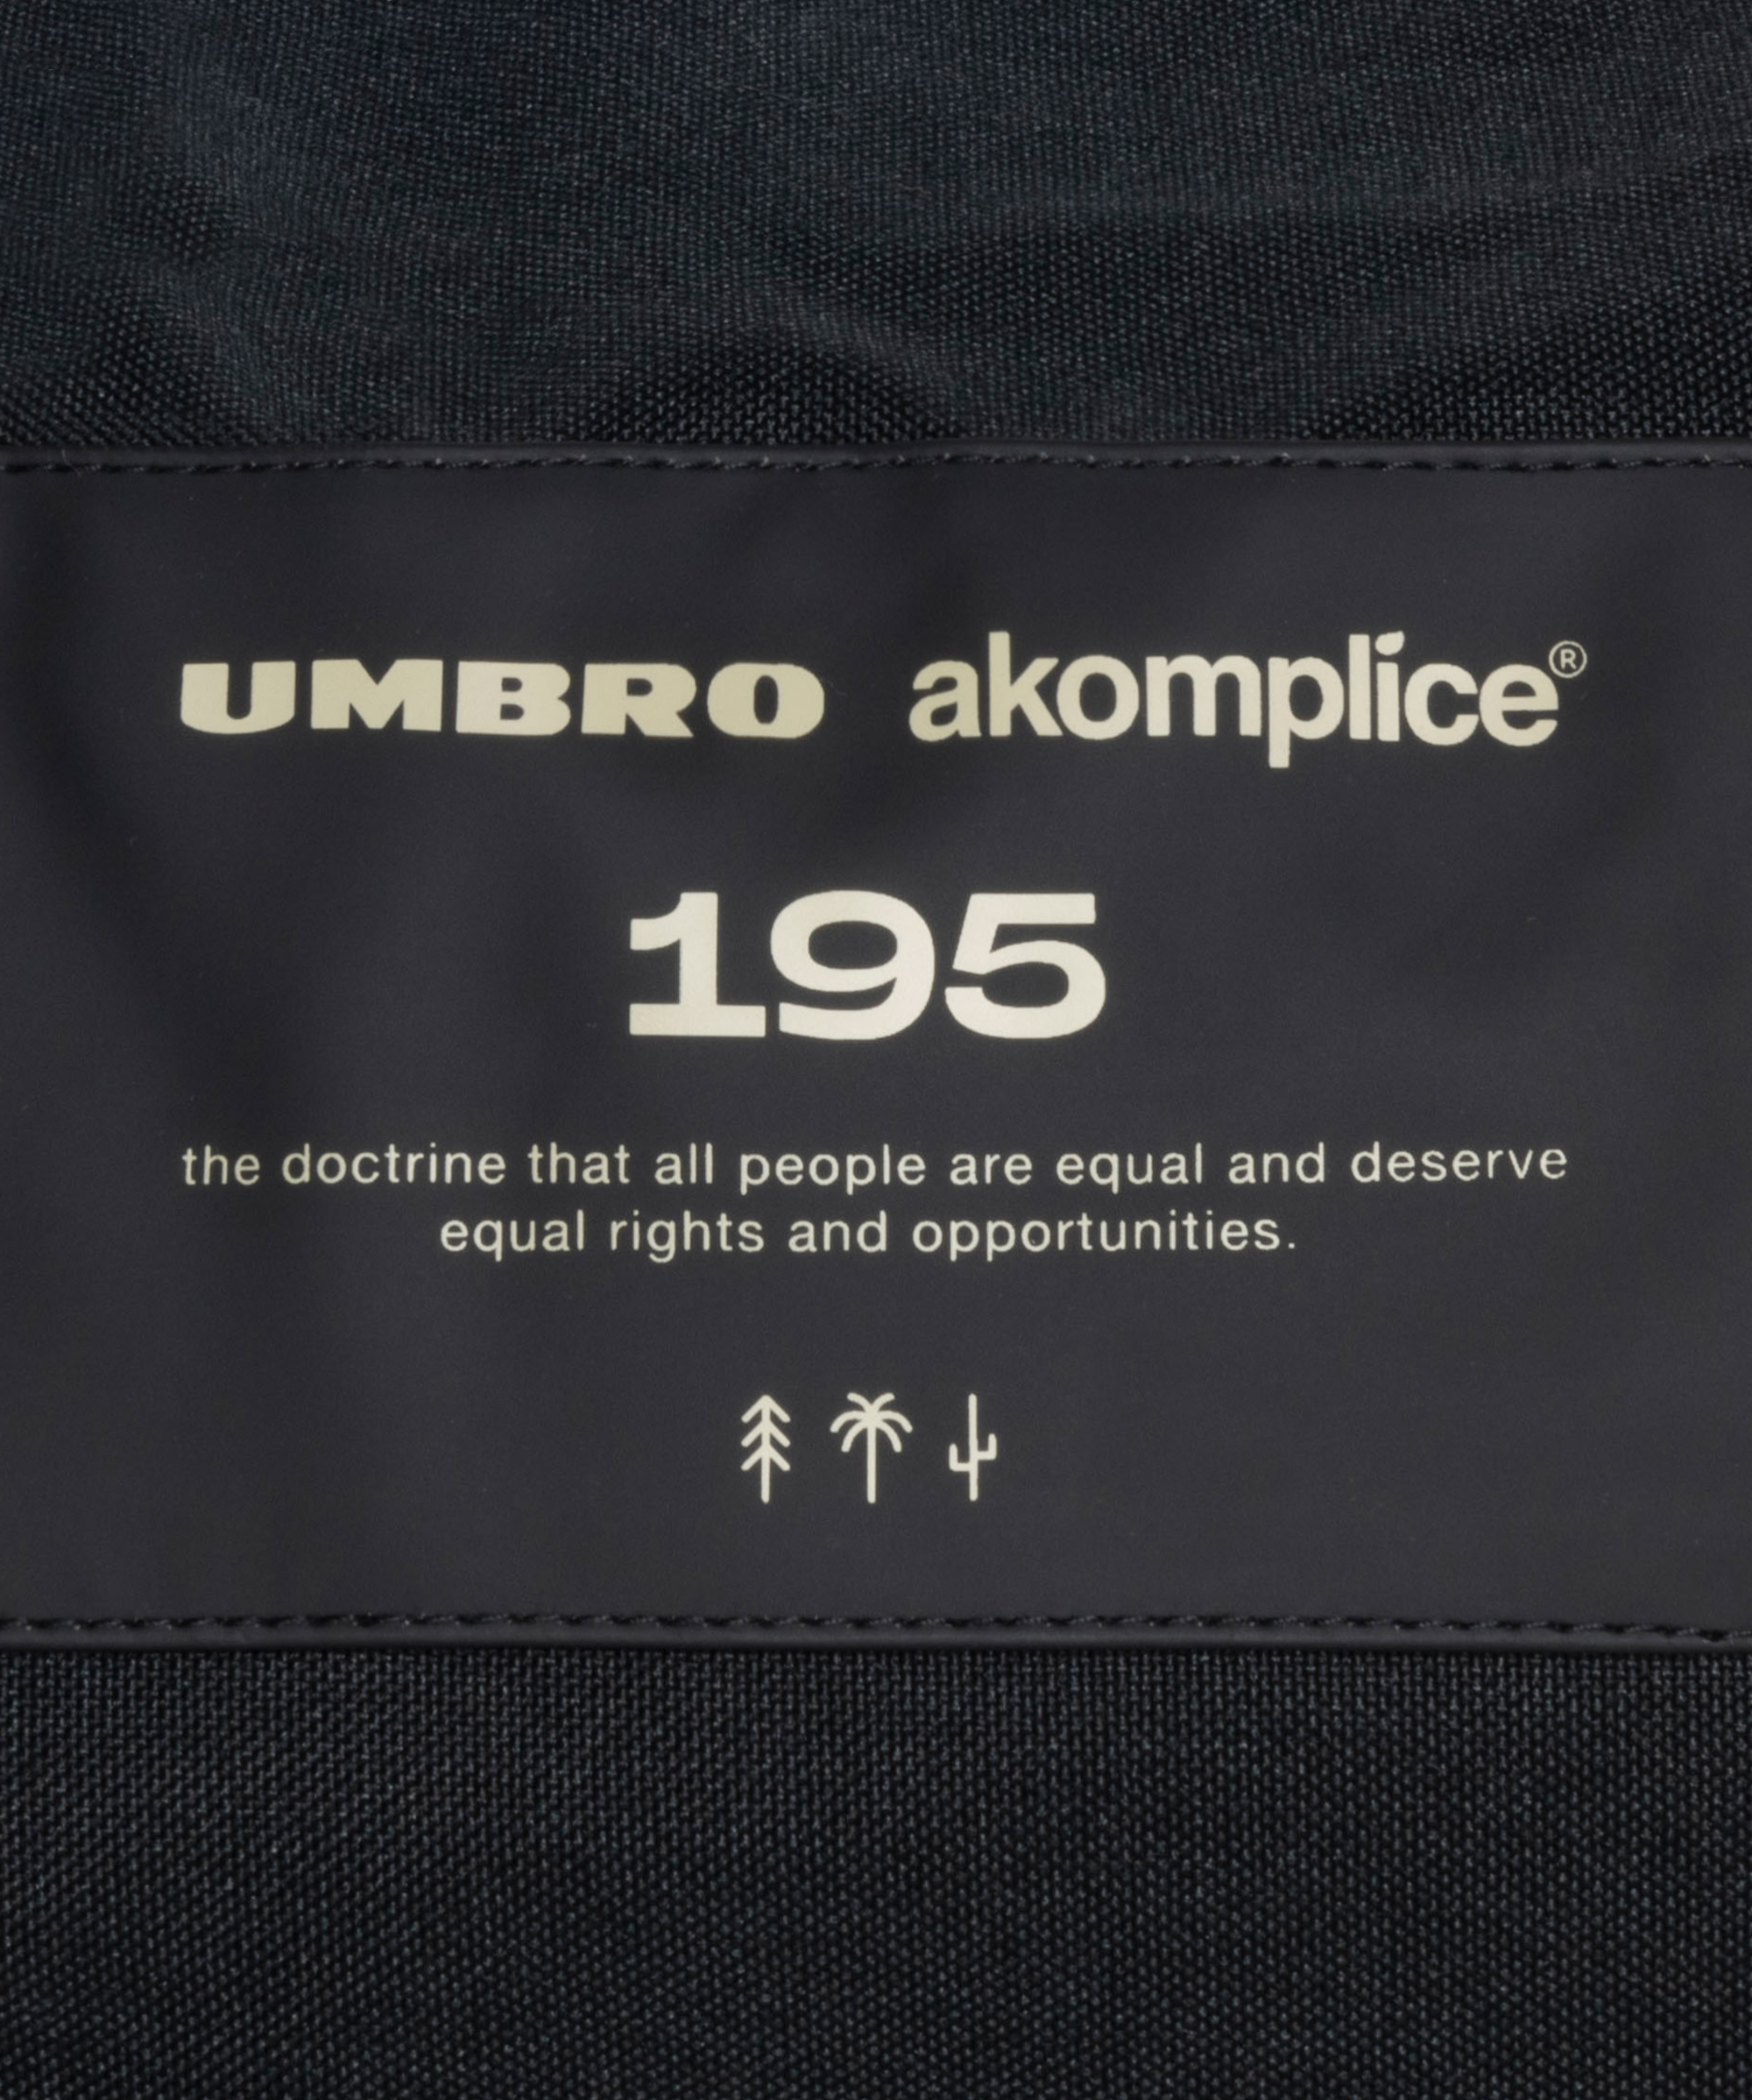 UMBRO akomplice®
195
the doctrine that all people are equal and deserve
equal rights and opportunities.